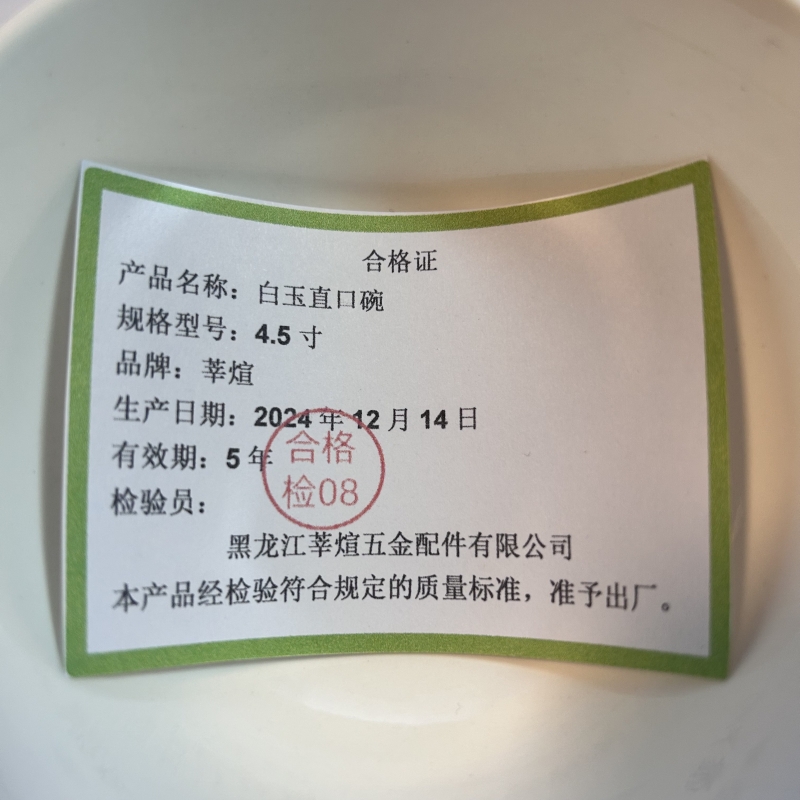 合格证
产品名称：白玉直口碗
规格型号：4.5 寸
品牌：莘煊
生产日期：2024 年 12 月 14 日
有效期：5 年
合格
检08
检验员：
黑龙江莘煊五金配件有限公司
本产品经检验符合规定的质量标准，准予出厂。